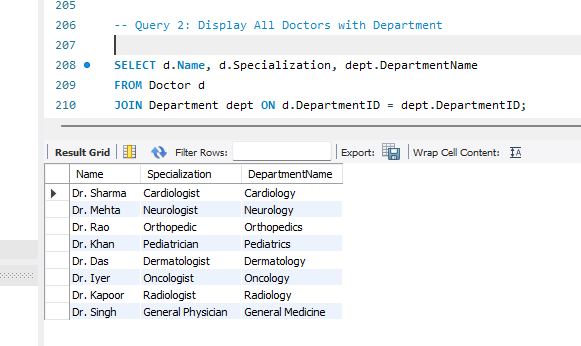 205
206 -- Query 2: Display All Doctors with Department
207
208 SELECT d.Name, d.Specialization, dept.DepartmentName
209 FROM Doctor d
210 JOIN Department dept ON d.DepartmentID = dept.DepartmentID;
Result Grid Filter Rows: Export: Wrap Cell Content:
Name Specialization DepartmentName
Dr. Sharma Cardiologist Cardiology
Dr. Mehta Neurologist Neurology
Dr. Rao Orthopedic Orthopedics
Dr. Khan Pediatrician Pediatrics
Dr. Das Dermatologist Dermatology
Dr. Iyer Oncologist Oncology
Dr. Kapoor Radiologist Radiology
Dr. Singh General Physician General Medicine